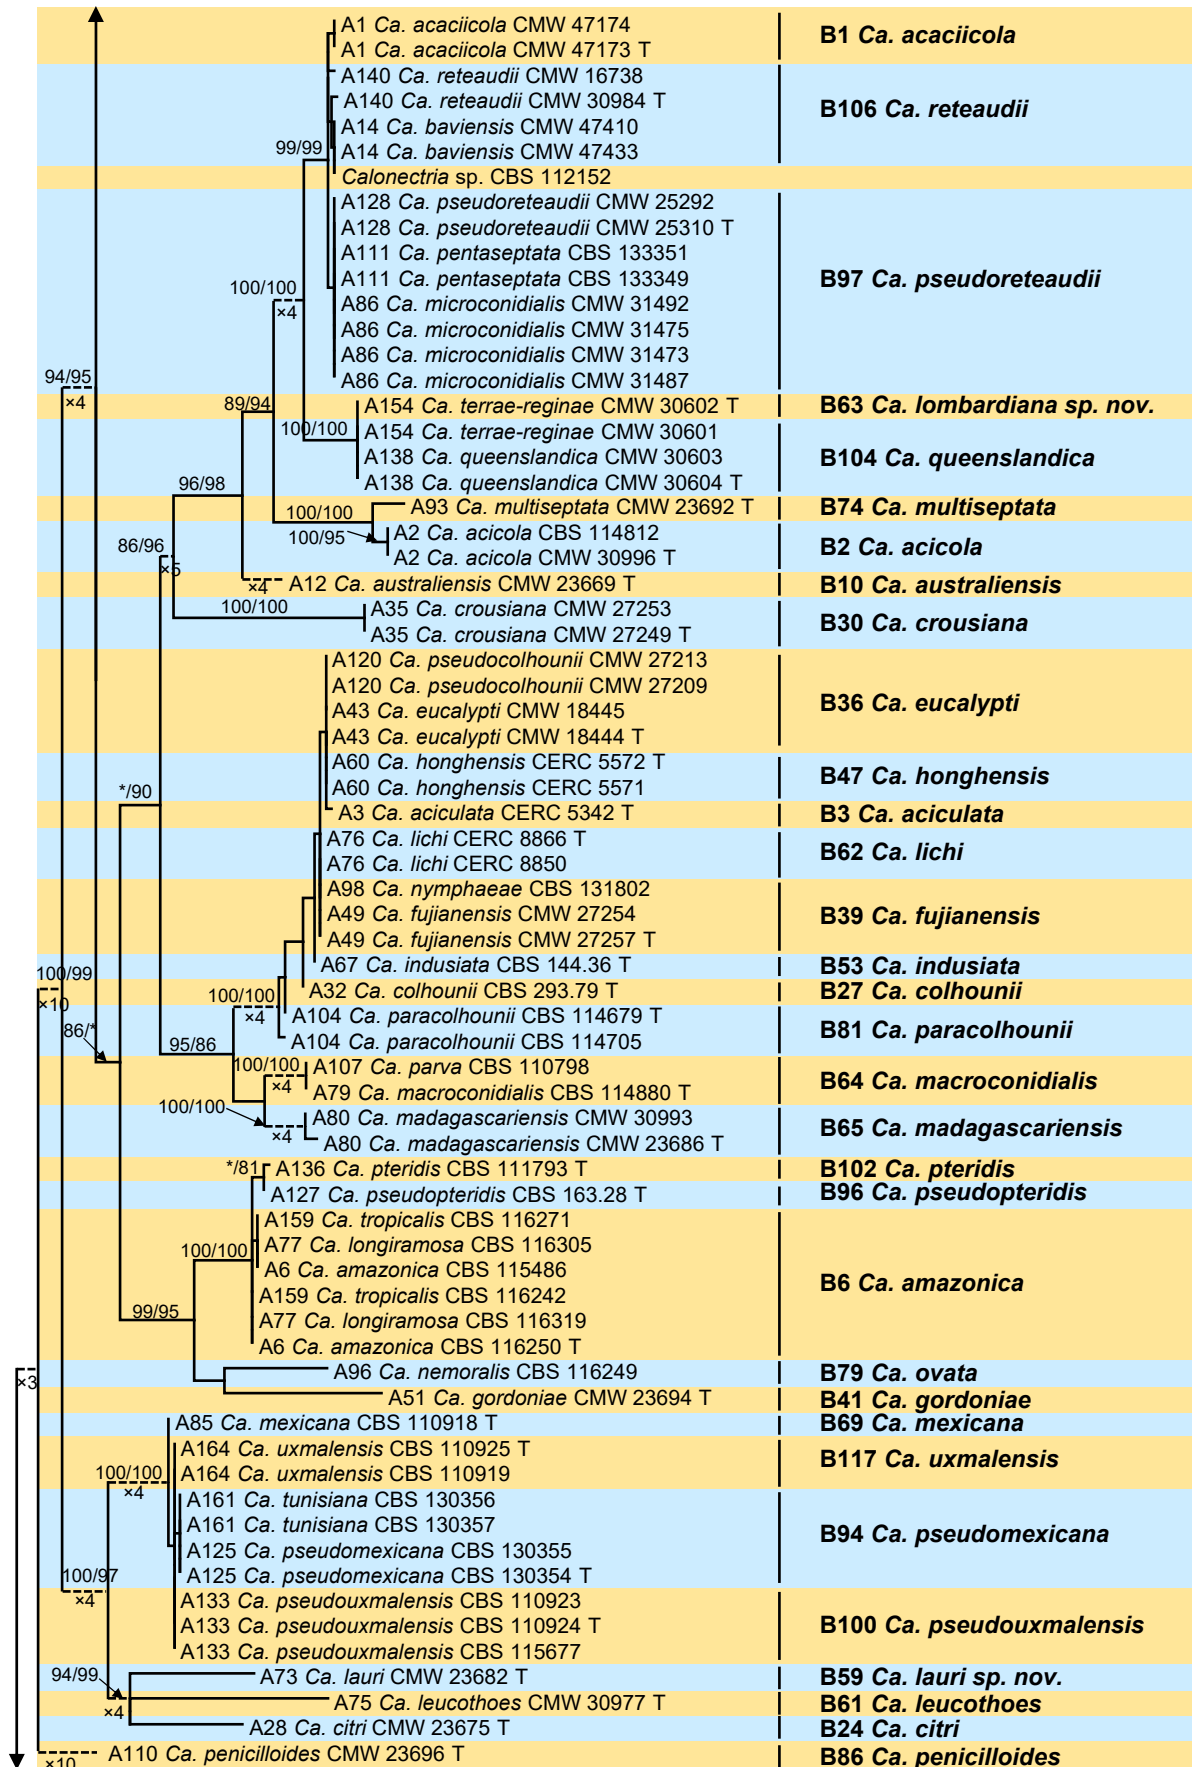 A1 Ca. acaciicola CMW 47174
A1 Ca. acaciicola CMW 47173 T
B1 Ca. acaciicola
A140 Ca. reteaudii CMW 16738
A140 Ca. reteaudii CMW 30984 T
A14 Ca. baviensis CMW 47410
A14 Ca. baviensis CMW 47433
B106 Ca. reteaudii
99/99
Calonectria sp. CBS 112152
A128 Ca. pseudoreteaudii CMW 25292
A128 Ca. pseudoreteaudii CMW 25310 T
A111 Ca. pentaseptata CBS 133351
A111 Ca. pentaseptata CBS 133349
A86 Ca. microconidialis CMW 31492
A86 Ca. microconidialis CMW 31475
A86 Ca. microconidialis CMW 31473
A86 Ca. microconidialis CMW 31487
B97 Ca. pseudoreteaudii
100/100
×4
94/95
×4
89/94
A154 Ca. terrae-reginae CMW 30602 T
B63 Ca. lombardiana sp. nov.
100/100
A154 Ca. terrae-reginae CMW 30601
A138 Ca. queenslandica CMW 30603
A138 Ca. queenslandica CMW 30604 T
B104 Ca. queenslandica
96/98
100/100
A93 Ca. multiseptata CMW 23692 T
B74 Ca. multiseptata
100/95
A2 Ca. acicola CBS 114812
A2 Ca. acicola CMW 30996 T
B2 Ca. acicola
86/96
×5
×4
A12 Ca. australiensis CMW 23669 T
B10 Ca. australiensis
100/100
A35 Ca. crousiana CMW 27253
A35 Ca. crousiana CMW 27249 T
B30 Ca. crousiana
A120 Ca. pseudocolhounii CMW 27213
A120 Ca. pseudocolhounii CMW 27209
A43 Ca. eucalypti CMW 18445
A43 Ca. eucalypti CMW 18444 T
B36 Ca. eucalypti
A60 Ca. honghensis CERC 5572 T
A60 Ca. honghensis CERC 5571
B47 Ca. honghensis
*/90
A3 Ca. aciculata CERC 5342 T
B3 Ca. aciculata
A76 Ca. lichi CERC 8866 T
A76 Ca. lichi CERC 8850
B62 Ca. lichi
A98 Ca. nymphaeae CBS 131802
A49 Ca. fujianensis CMW 27254
A49 Ca. fujianensis CMW 27257 T
B39 Ca. fujianensis
A67 Ca. indusiata CBS 144.36 T
B53 Ca. indusiata
100/99
×10
100/100
×4
A32 Ca. colhounii CBS 293.79 T
B27 Ca. colhounii
A104 Ca. paracolhounii CBS 114679 T
A104 Ca. paracolhounii CBS 114705
B81 Ca. paracolhounii
86/*
95/86
100/100
×4
A107 Ca. parva CBS 110798
A79 Ca. macroconidialis CBS 114880 T
B64 Ca. macroconidialis
100/100
×4
A80 Ca. madagascariensis CMW 30993
A80 Ca. madagascariensis CMW 23686 T
B65 Ca. madagascariensis
*/81
A136 Ca. pteridis CBS 111793 T
B102 Ca. pteridis
A127 Ca. pseudopteridis CBS 163.28 T
B96 Ca. pseudopteridis
100/100
A159 Ca. tropicalis CBS 116271
A77 Ca. longiramosa CBS 116305
A6 Ca. amazonica CBS 115486
A159 Ca. tropicalis CBS 116242
A77 Ca. longiramosa CBS 116319
A6 Ca. amazonica CBS 116250 T
B6 Ca. amazonica
99/95
×3
A96 Ca. nemoralis CBS 116249
B79 Ca. ovata
A51 Ca. gordoniae CMW 23694 T
B41 Ca. gordoniae
A85 Ca. mexicana CBS 110918 T
B69 Ca. mexicana
100/100
×4
A164 Ca. uxmalensis CBS 110925 T
A164 Ca. uxmalensis CBS 110919
B117 Ca. uxmalensis
A161 Ca. tunisiana CBS 130356
A161 Ca. tunisiana CBS 130357
A125 Ca. pseudomexicana CBS 130355
A125 Ca. pseudomexicana CBS 130354 T
B94 Ca. pseudomexicana
100/97
×4
A133 Ca. pseudouxmalensis CBS 110923
A133 Ca. pseudouxmalensis CBS 110924 T
A133 Ca. pseudouxmalensis CBS 115677
B100 Ca. pseudouxmalensis
94/99
×4
A73 Ca. lauri CMW 23682 T
B59 Ca. lauri sp. nov.
A75 Ca. leucothoes CMW 30977 T
B61 Ca. leucothoes
A28 Ca. citri CMW 23675 T
B24 Ca. citri
×10
A110 Ca. penicilloides CMW 23696 T
B86 Ca. penicilloides